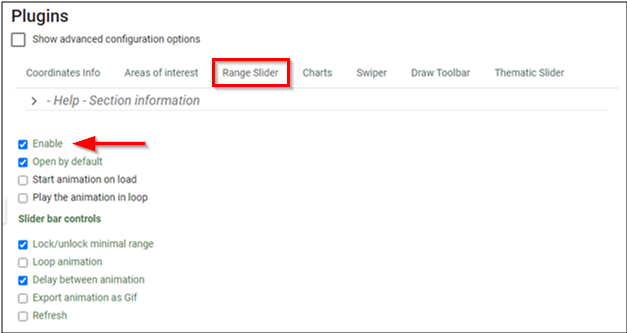 Plugins
Show advanced configuration options
Coordinates Info Areas of interest Range Slider Charts Swiper Draw Toolbar Thematic Slider
- Help - Section information
Enable
Open by default
Start animation on load
Play the animation in loop
Slider bar controls
Lock/unlock minimal range
Loop animation
Delay between animation
Export animation as Gif
Refresh